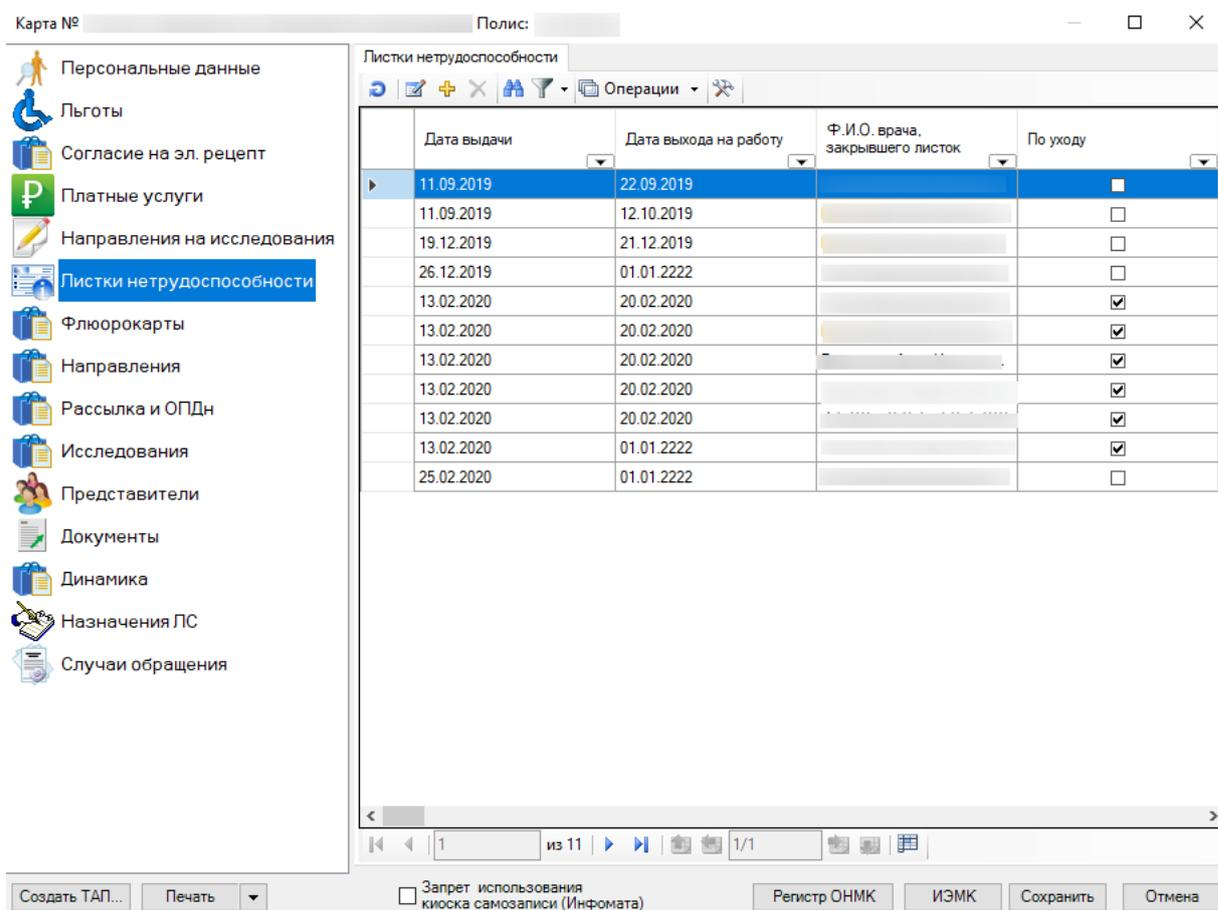 Карта №
Полис:
Персональные данные
Льготы
Согласие на эл. рецепт
Платные услуги
Направления на исследования
Листки нетрудоспособности
Флюорокарты
Направления
Рассылка и ОПДн
Исследования
Представители
Документы
Динамика
Назначения ЛС
Случаи обращения
Листки нетрудоспособности
Операции
Дата выдачи Дата выхода на работу Ф.И.О. врача, закрывшего листок По уходу
11.09.2019 22.09.2019
11.09.2019 12.10.2019
19.12.2019 21.12.2019
26.12.2019 01.01.2222
13.02.2020 20.02.2020
13.02.2020 20.02.2020
13.02.2020 20.02.2020
13.02.2020 20.02.2020
13.02.2020 20.02.2020
13.02.2020 01.01.2222
25.02.2020 01.01.2222
1 из 11 1/1
Создать ТАП... Печать
Запрет использования
киоска самозаписи (Инфомата)
Регистр ОНМК ИЭМК Сохранить Отмена